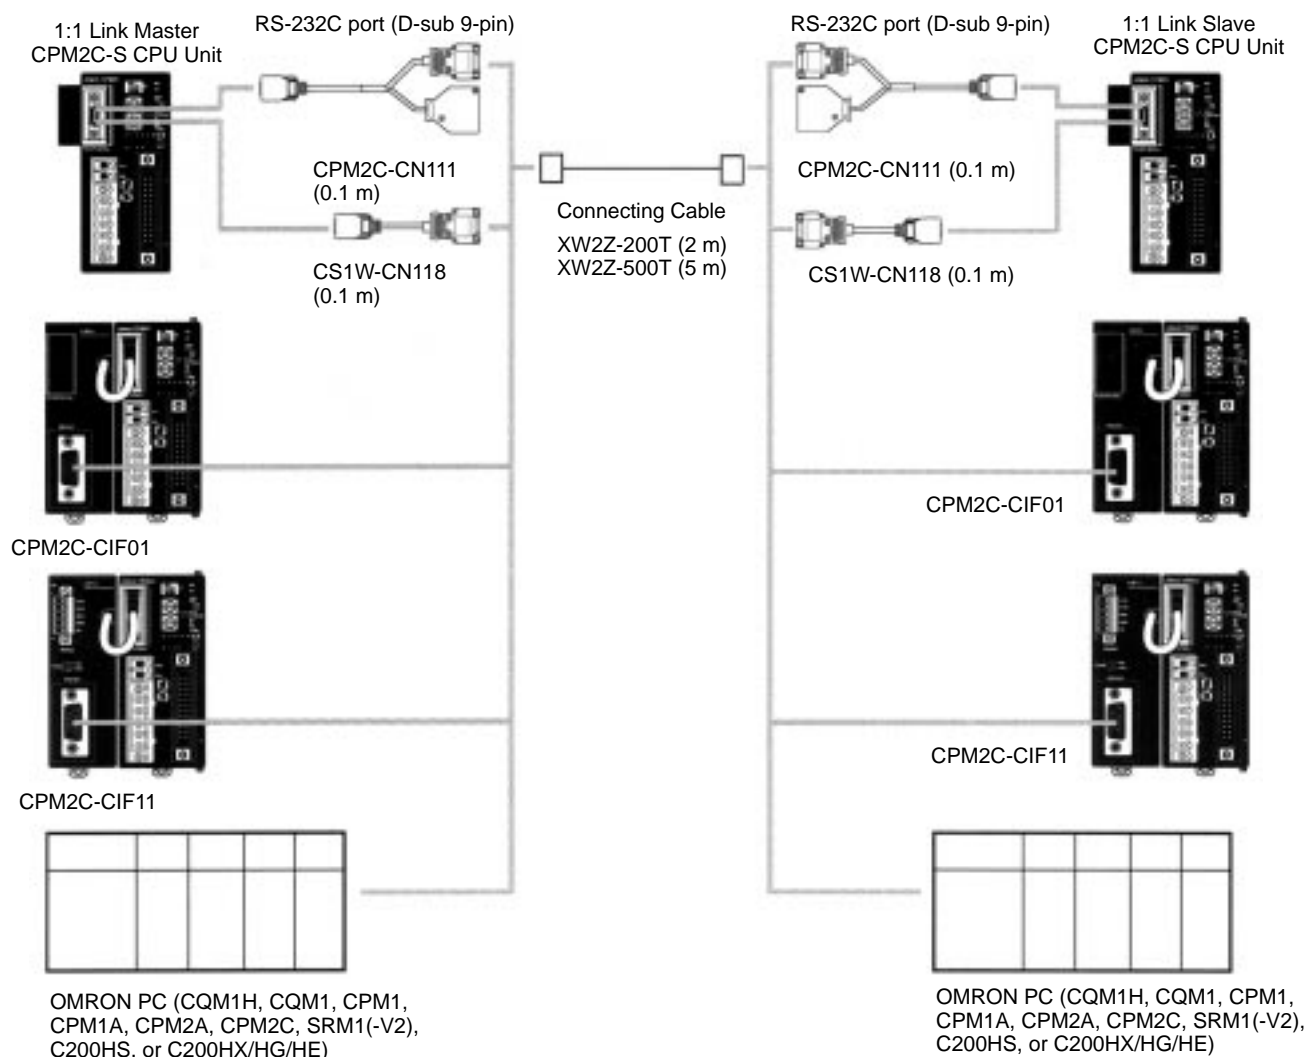 1:1 Link Master
CPM2C-S CPU Unit
RS-232C port (D-sub 9-pin)
RS-232C port (D-sub 9-pin)
1:1 Link Slave
CPM2C-S CPU Unit
CPM2C-CN111
(0.1 m)
CPM2C-CN111 (0.1 m)
Connecting Cable
XW2Z-200T (2 m)
XW2Z-500T (5 m)
CS1W-CN118
(0.1 m)
CS1W-CN118 (0.1 m)
CPM2C-CIF01
CPM2C-CIF01
CPM2C-CIF11
CPM2C-CIF11
OMRON PC (CQM1H, CQM1, CPM1,
CPM1A, CPM2A, CPM2C, SRM1(-V2),
C200HS, or C200HX/HG/HE)
OMRON PC (CQM1H, CQM1, CPM1,
CPM1A, CPM2A, CPM2C, SRM1(-V2),
C200HS, or C200HX/HG/HE)